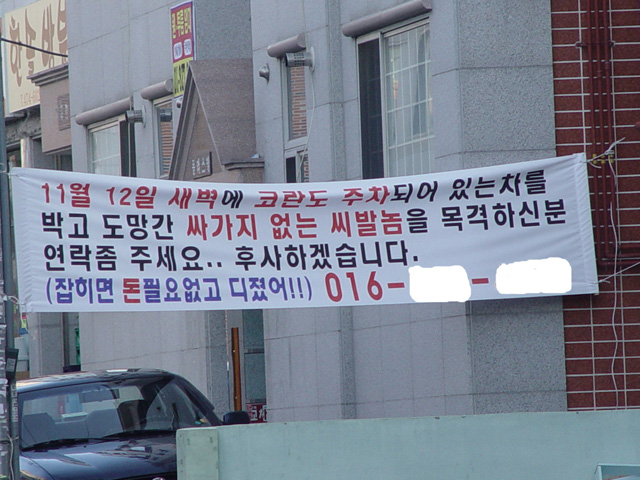 11월 12일 새벽에 코란도 주차되어 있는차를
박고 도망간 싸가지 없는 씨발놈을 목격하신분
연락좀 주세요.. 후사하겠습니다.
(잡히면 돈필요없고 디졌어!!) 016- -